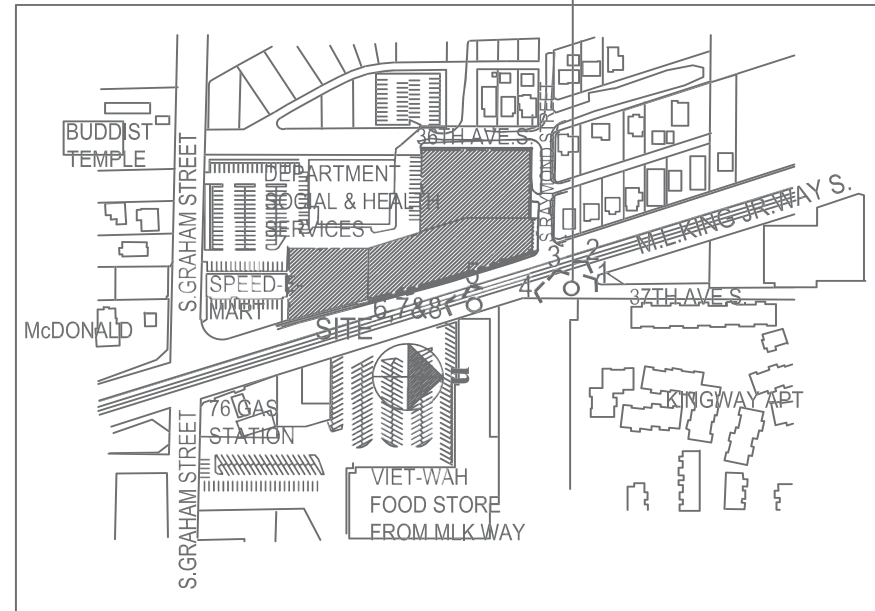 BUDDIST
TEMPLE
S.GRAHAM STREET
36TH AVE.S.
DEPARTMENT
SOCIAL & HEALTH
SERVICES
S.RAYMOND STREET
M.L.KING JR.WAY S.
SPEED-E-
MART
McDONALD
SITE
6,7&8
5
4
3
2
1
37TH AVE.S.
n
76 GAS
STATION
KINGWAY APT
S.GRAHAM STREET
VIET-WAH
FOOD STORE
FROM MLK WAY